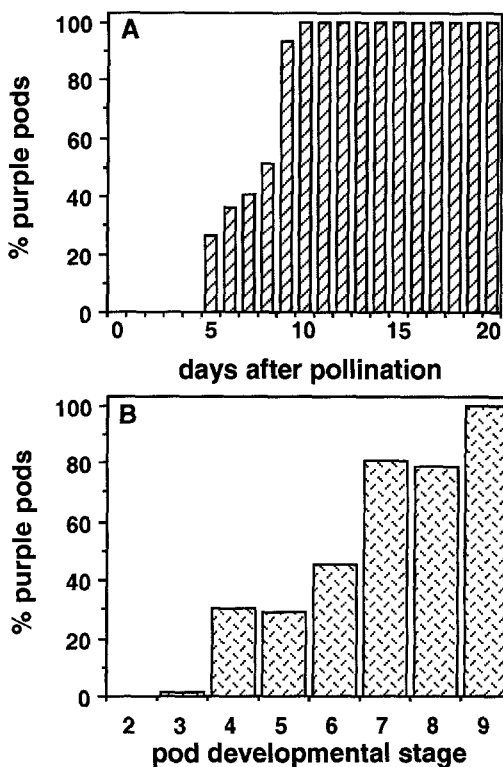 A
100
80
60
40
20
0
% purple pods
0 5 10 15 20
days after pollination
B
100
80
60
40
20
0
% purple pods
2 3 4 5 6 7 8 9
pod developmental stage